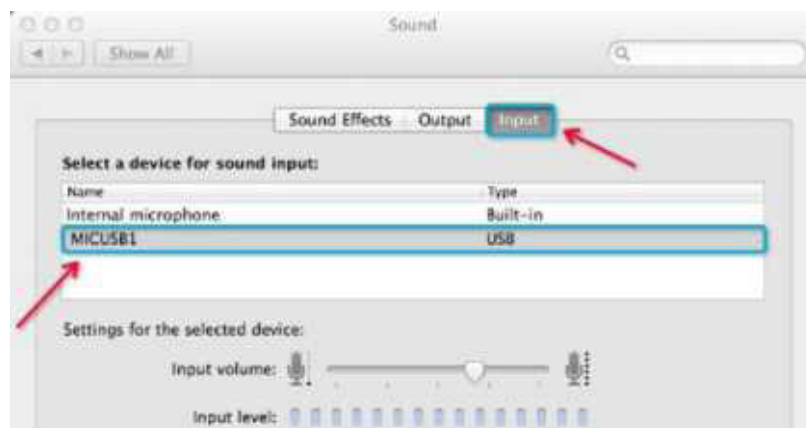 Sound
Show All
Sound Effects Output Input
Select a device for sound input:
Name Type
Internal microphone Built-in
MICUSB1 USB
Settings for the selected device:
Input volume:
Input level: